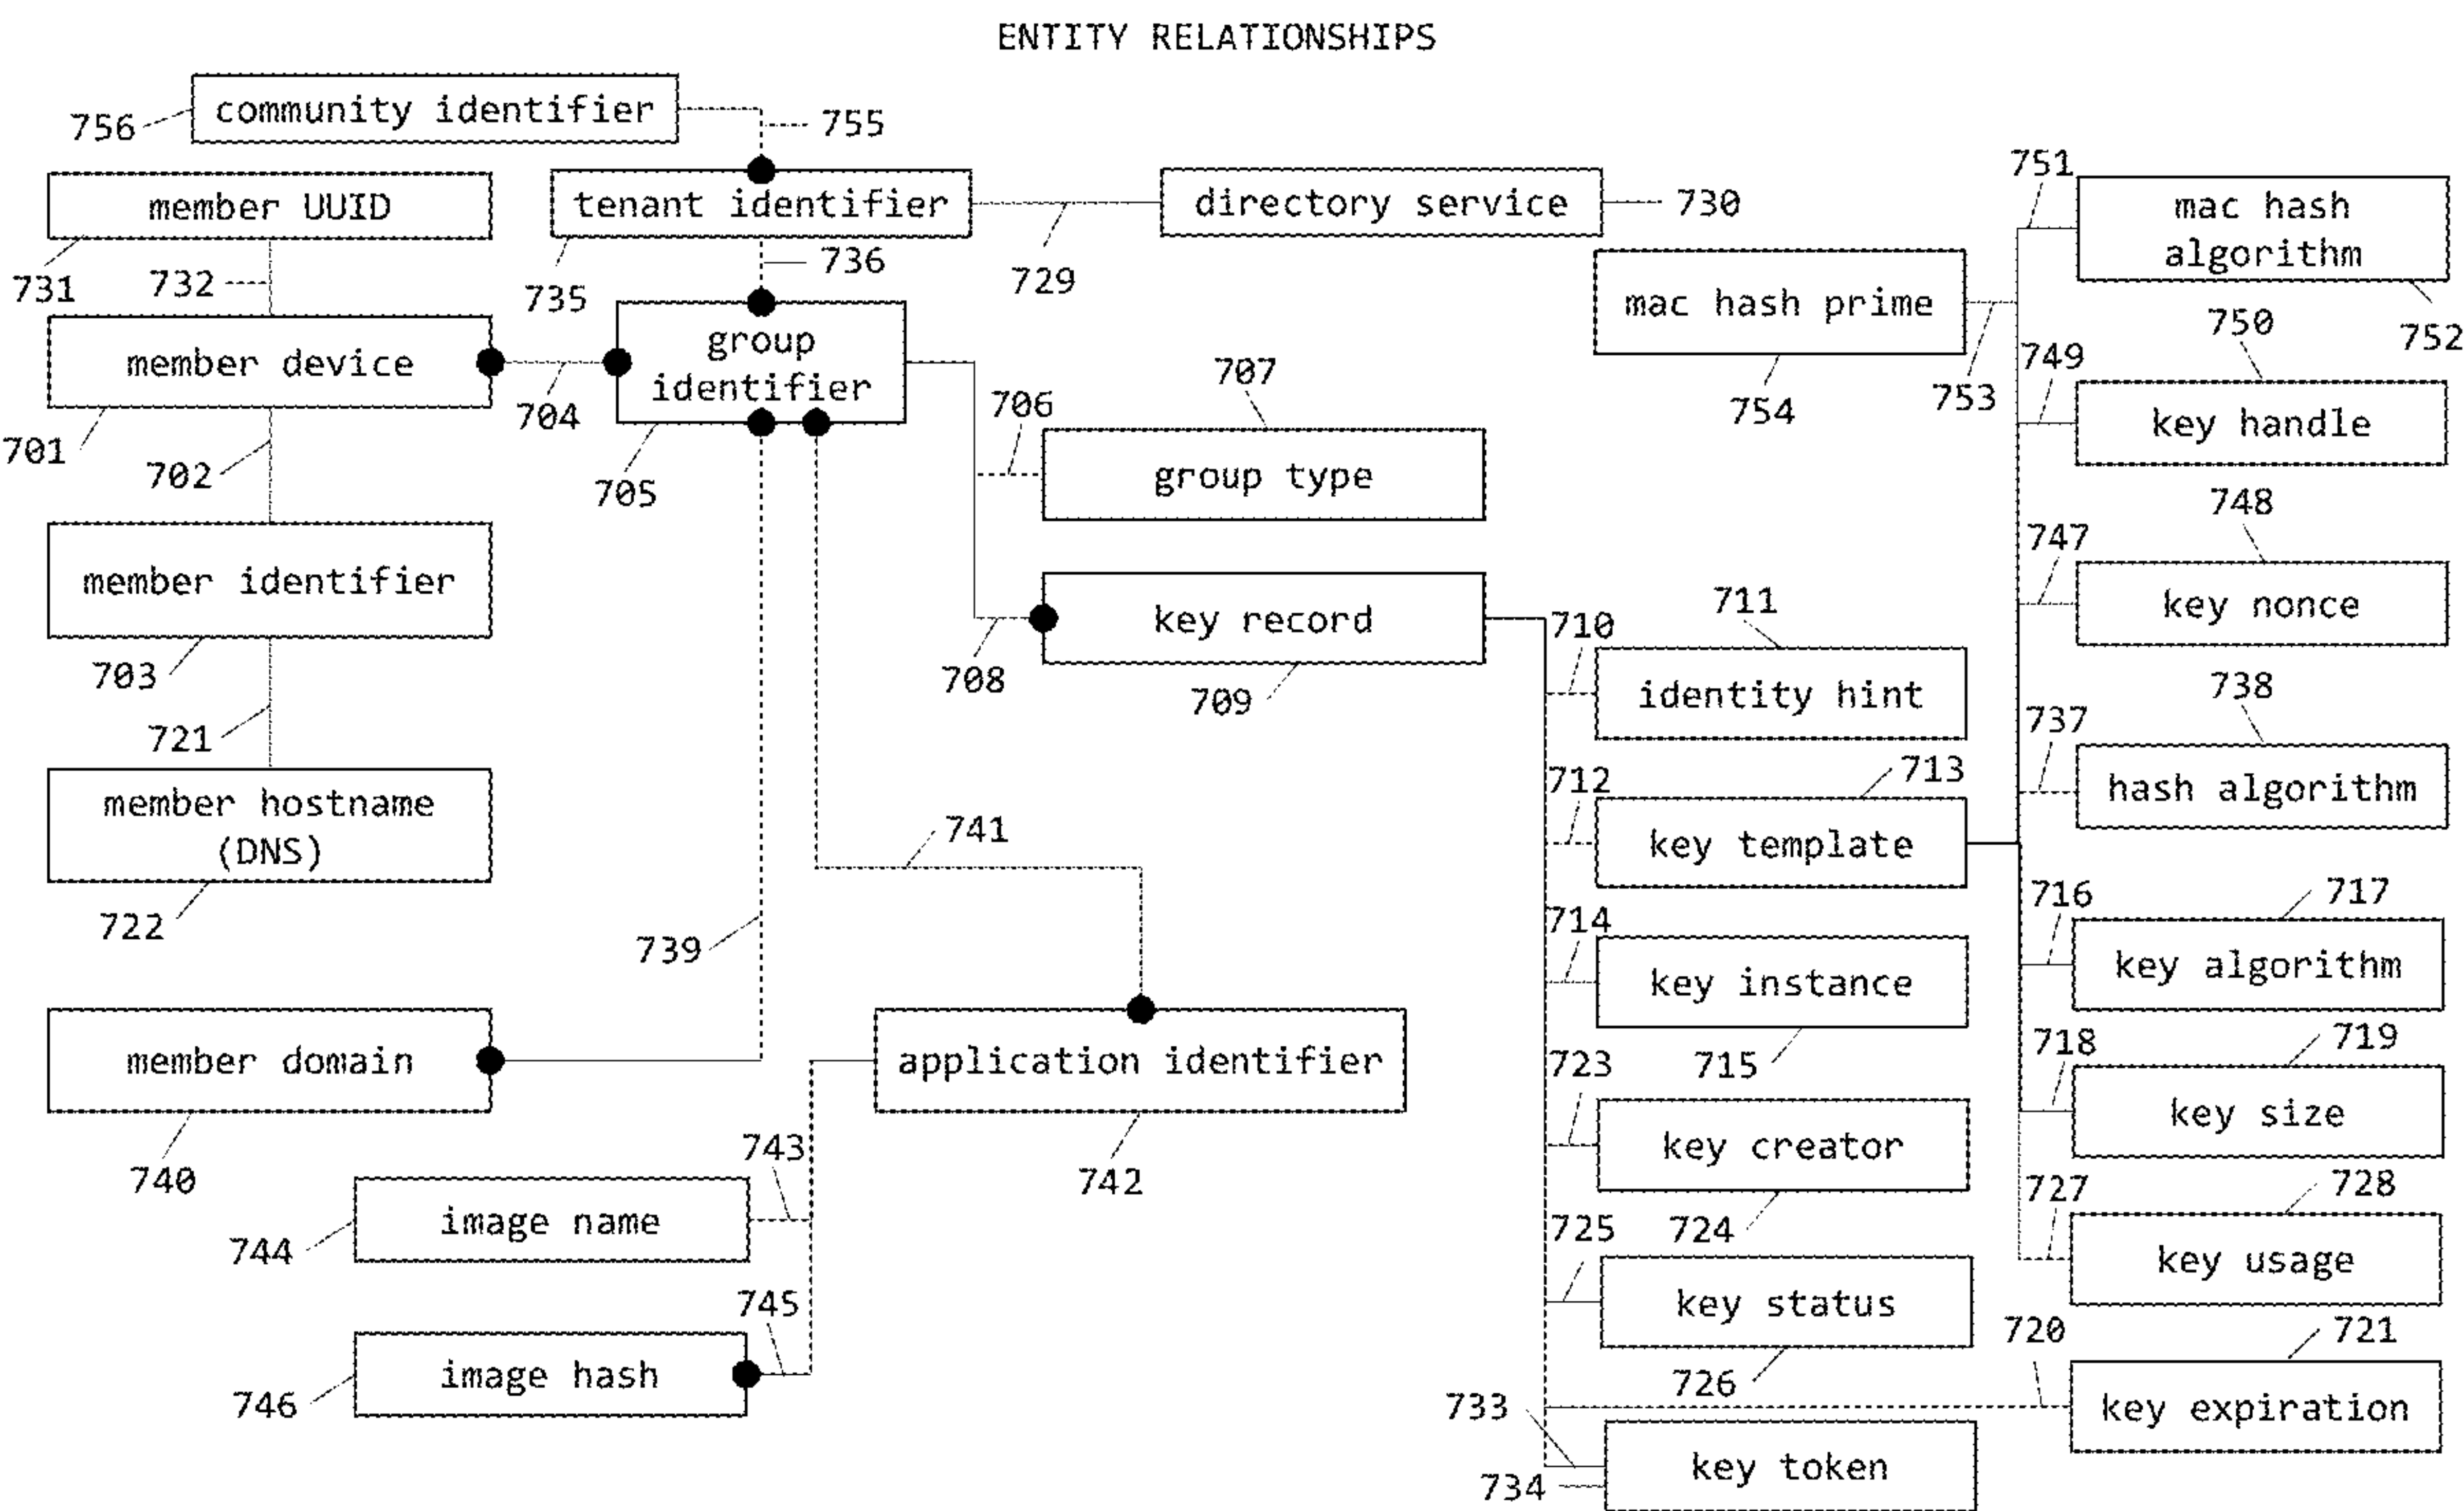 ENTITY RELATIONSHIPS
community identifier
756
755
member UUID
731
732
tenant identifier
735
736
directory service
730
729
751
mac hash
algorithm
752
mac hash prime
754
753
member device
701
702
704
group
identifier
705
706
707
group type
749
750
key handle
member identifier
703
721
708
key record
709
747
748
key nonce
710
711
identity hint
737
738
hash algorithm
member hostname
(DNS)
722
712
713
key template
739
741
716
717
key algorithm
714
key instance
715
member domain
740
application identifier
742
718
719
key size
723
key creator
724
743
image name
744
727
728
key usage
725
key status
726
745
image hash
746
720
721
key expiration
733
key token
734